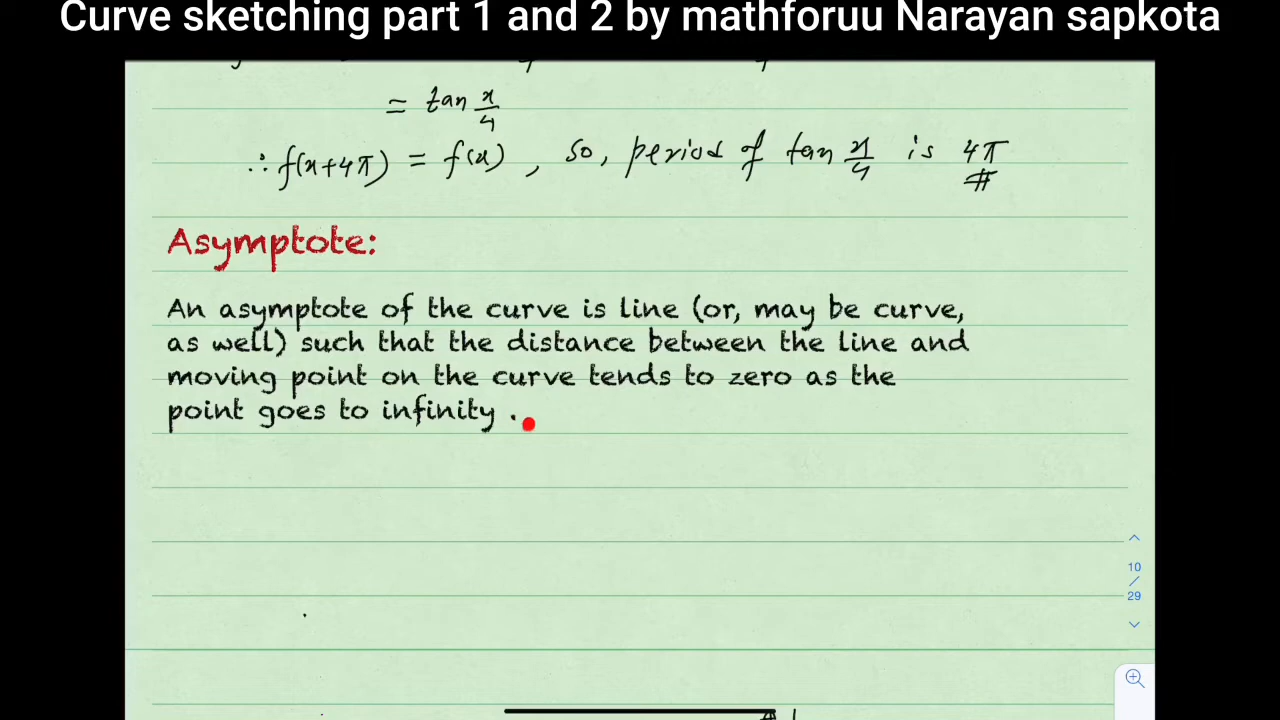 Curve sketching part 1 and 2 by mathforuu Narayan sapkota
= tan x/4
∴ f(x+4π) = f(x) , so, period of tan x/4 is 4π
Asymptote:
An asymptote of the curve is line (or, may be curve,
as well) such that the distance between the line and
moving point on the curve tends to zero as the
point goes to infinity .
10
/
29